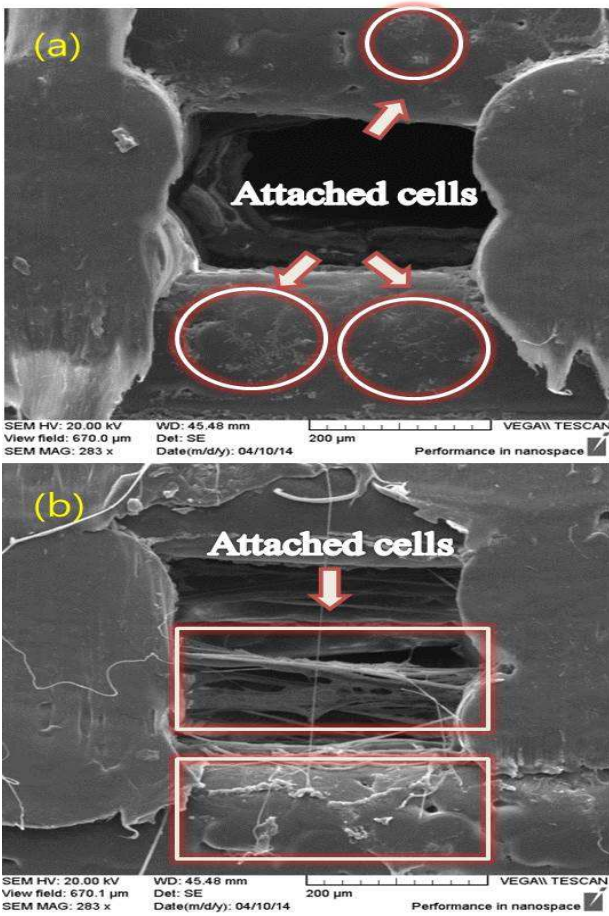 (a)
Attached cells
SEM HV: 20.00 kV WD: 45.48 mm VEGA\\ TESCAN
View field: 670.0 µm Det: SE 200 µm
SEM MAG: 283 x Date(m/d/y): 04/10/14 Performance in nanospace
(b)
Attached cells
SEM HV: 20.00 kV WD: 45.48 mm VEGA\\ TESCAN
View field: 670.1 µm Det: SE 200 µm
SEM MAG: 283 x Date(m/d/y): 04/10/14 Performance in nanospace